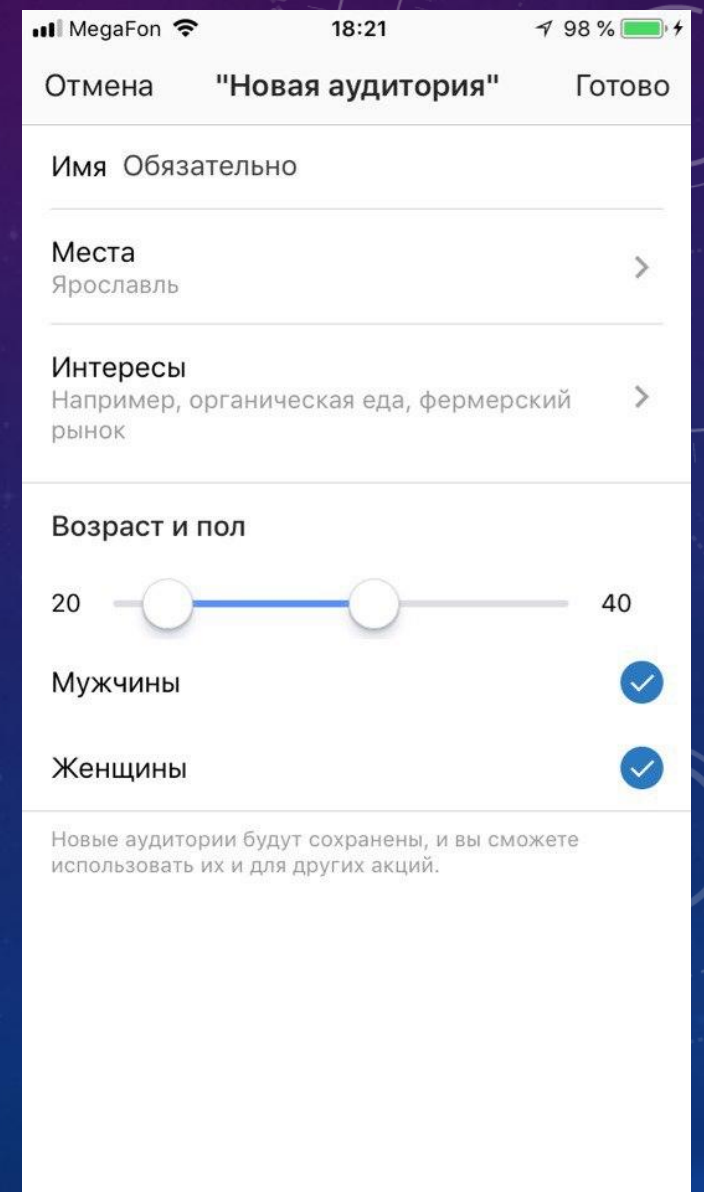 MegaFon 18:21 98 %
Отмена "Новая аудитория" Готово
Имя Обязательно
Места
Ярославль
Интересы
Например, органическая еда, фермерский
рынок
Возраст и пол
20 40
Мужчины
Женщины
Новые аудитории будут сохранены, и вы сможете
использовать их и для других акций.